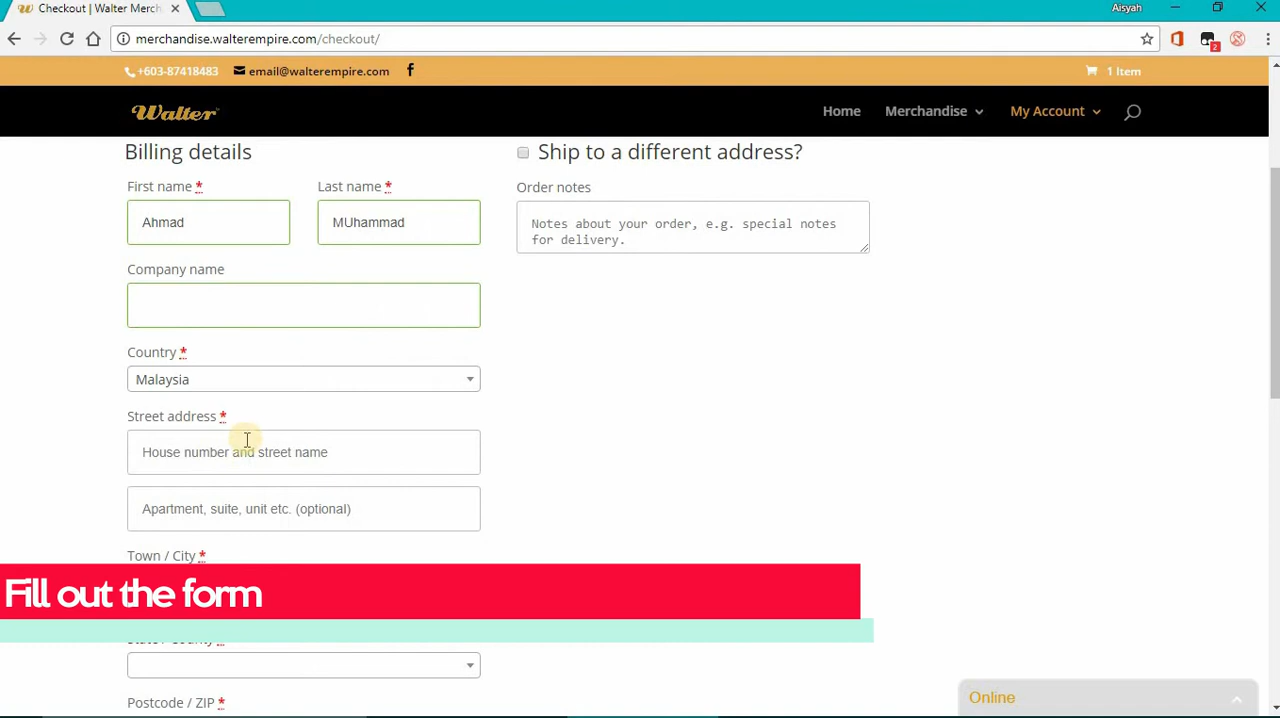 Checkout | Walter Merch
Aisyah
merchandise.walterempire.com/checkout/
2
+603-87418483 email@walterempire.com 1 Item
Walter Home Merchandise My Account
Billing details
Ship to a different address?
First name * Last name *
Order notes
Ahmad MUhammad
Notes about your order, e.g. special notes
for delivery.
Company name
Country *
Malaysia
Street address *
House number and street name
Apartment, suite, unit etc. (optional)
Town / City *
Fill out the form
Postcode / ZIP *
Online